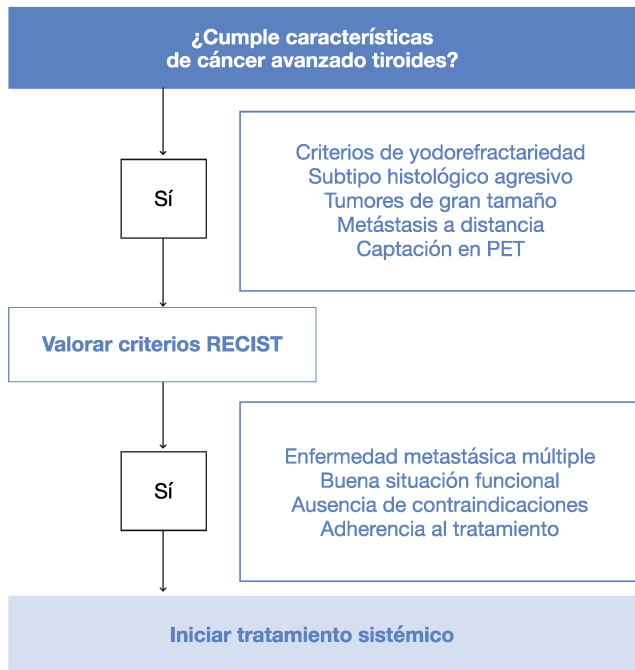 ¿Cumple características
de cáncer avanzado tiroides?
Criterios de yodorefractariedad
Subtipo histológico agresivo
Tumores de gran tamaño
Metástasis a distancia
Captación en PET
Sí
Valorar criterios RECIST
Enfermedad metastásica múltiple
Buena situación funcional
Ausencia de contraindicaciones
Adherencia al tratamiento
Sí
Iniciar tratamiento sistémico